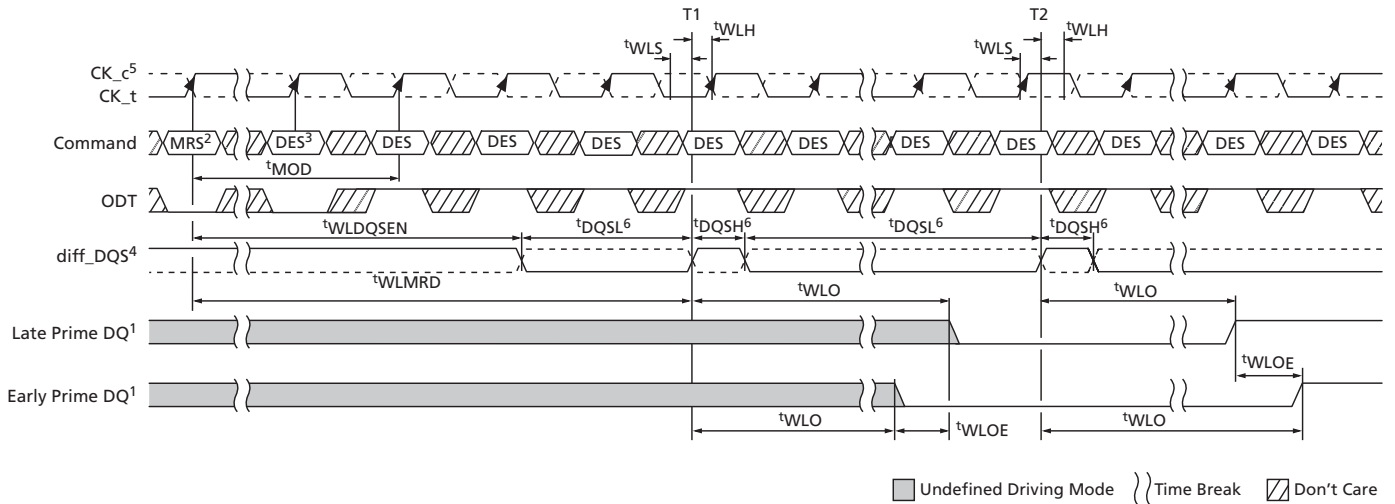 T1 T2
tWLH tWLH
tWLS tWLS
CK_c5
CK_t
Command MRS2 DES3 DES DES DES DES DES DES DES DES DES DES
tMOD
ODT
tWLDQSEN tDQSL6 tDQSH6 tDQSL6 tDQSH6
diff_DQS4
tWLMRD tWLO tWLO
Late Prime DQ1
tWLOE
Early Prime DQ1
tWLO tWLOE tWLO
Undefined Driving Mode Time Break Don't Care